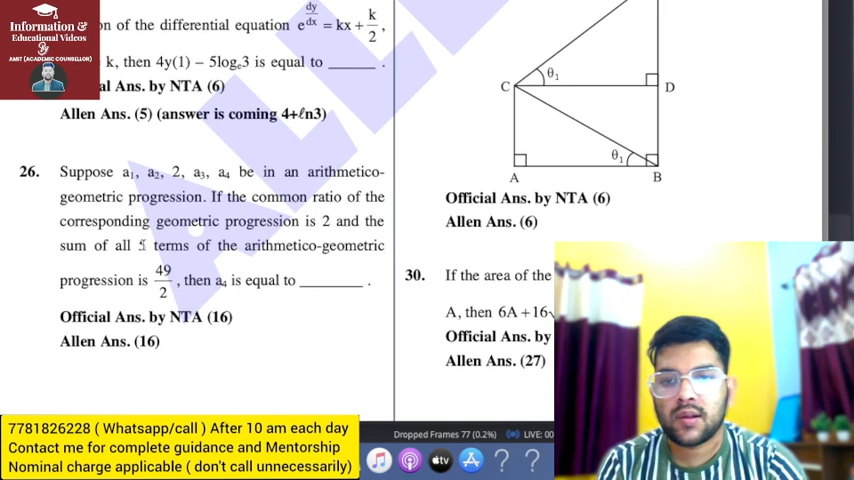 Information &
Educational Videos
By
AMIT (ACADEMIC COUNSELLOR)
on of the differential equation e^(dy/dx) = kx + k/2,
k, then 4y(1) – 5logₑ3 is equal to ______ .
al Ans. by NTA (6)
Allen Ans. (5) (answer is coming 4+ℓn3)
26. Suppose a₁, a₂, 2, a₃, a₄ be in an arithmetico-
geometric progression. If the common ratio of the
corresponding geometric progression is 2 and the
sum of all 5 terms of the arithmetico-geometric
progression is 49/2, then a₄ is equal to ______ .
Official Ans. by NTA (16)
Allen Ans. (16)
C
θ₁
D
θ₁
A
B
Official Ans. by NTA (6)
Allen Ans. (6)
30. If the area of the
A, then 6A + 16
Official Ans. by
Allen Ans. (27)
7781826228 ( Whatsapp/call ) After 10 am each day
Contact me for complete guidance and Mentorship
Nominal charge applicable ( don't call unnecessarily)
Dropped Frames 77 (0.2%)
LIVE: 00
tv